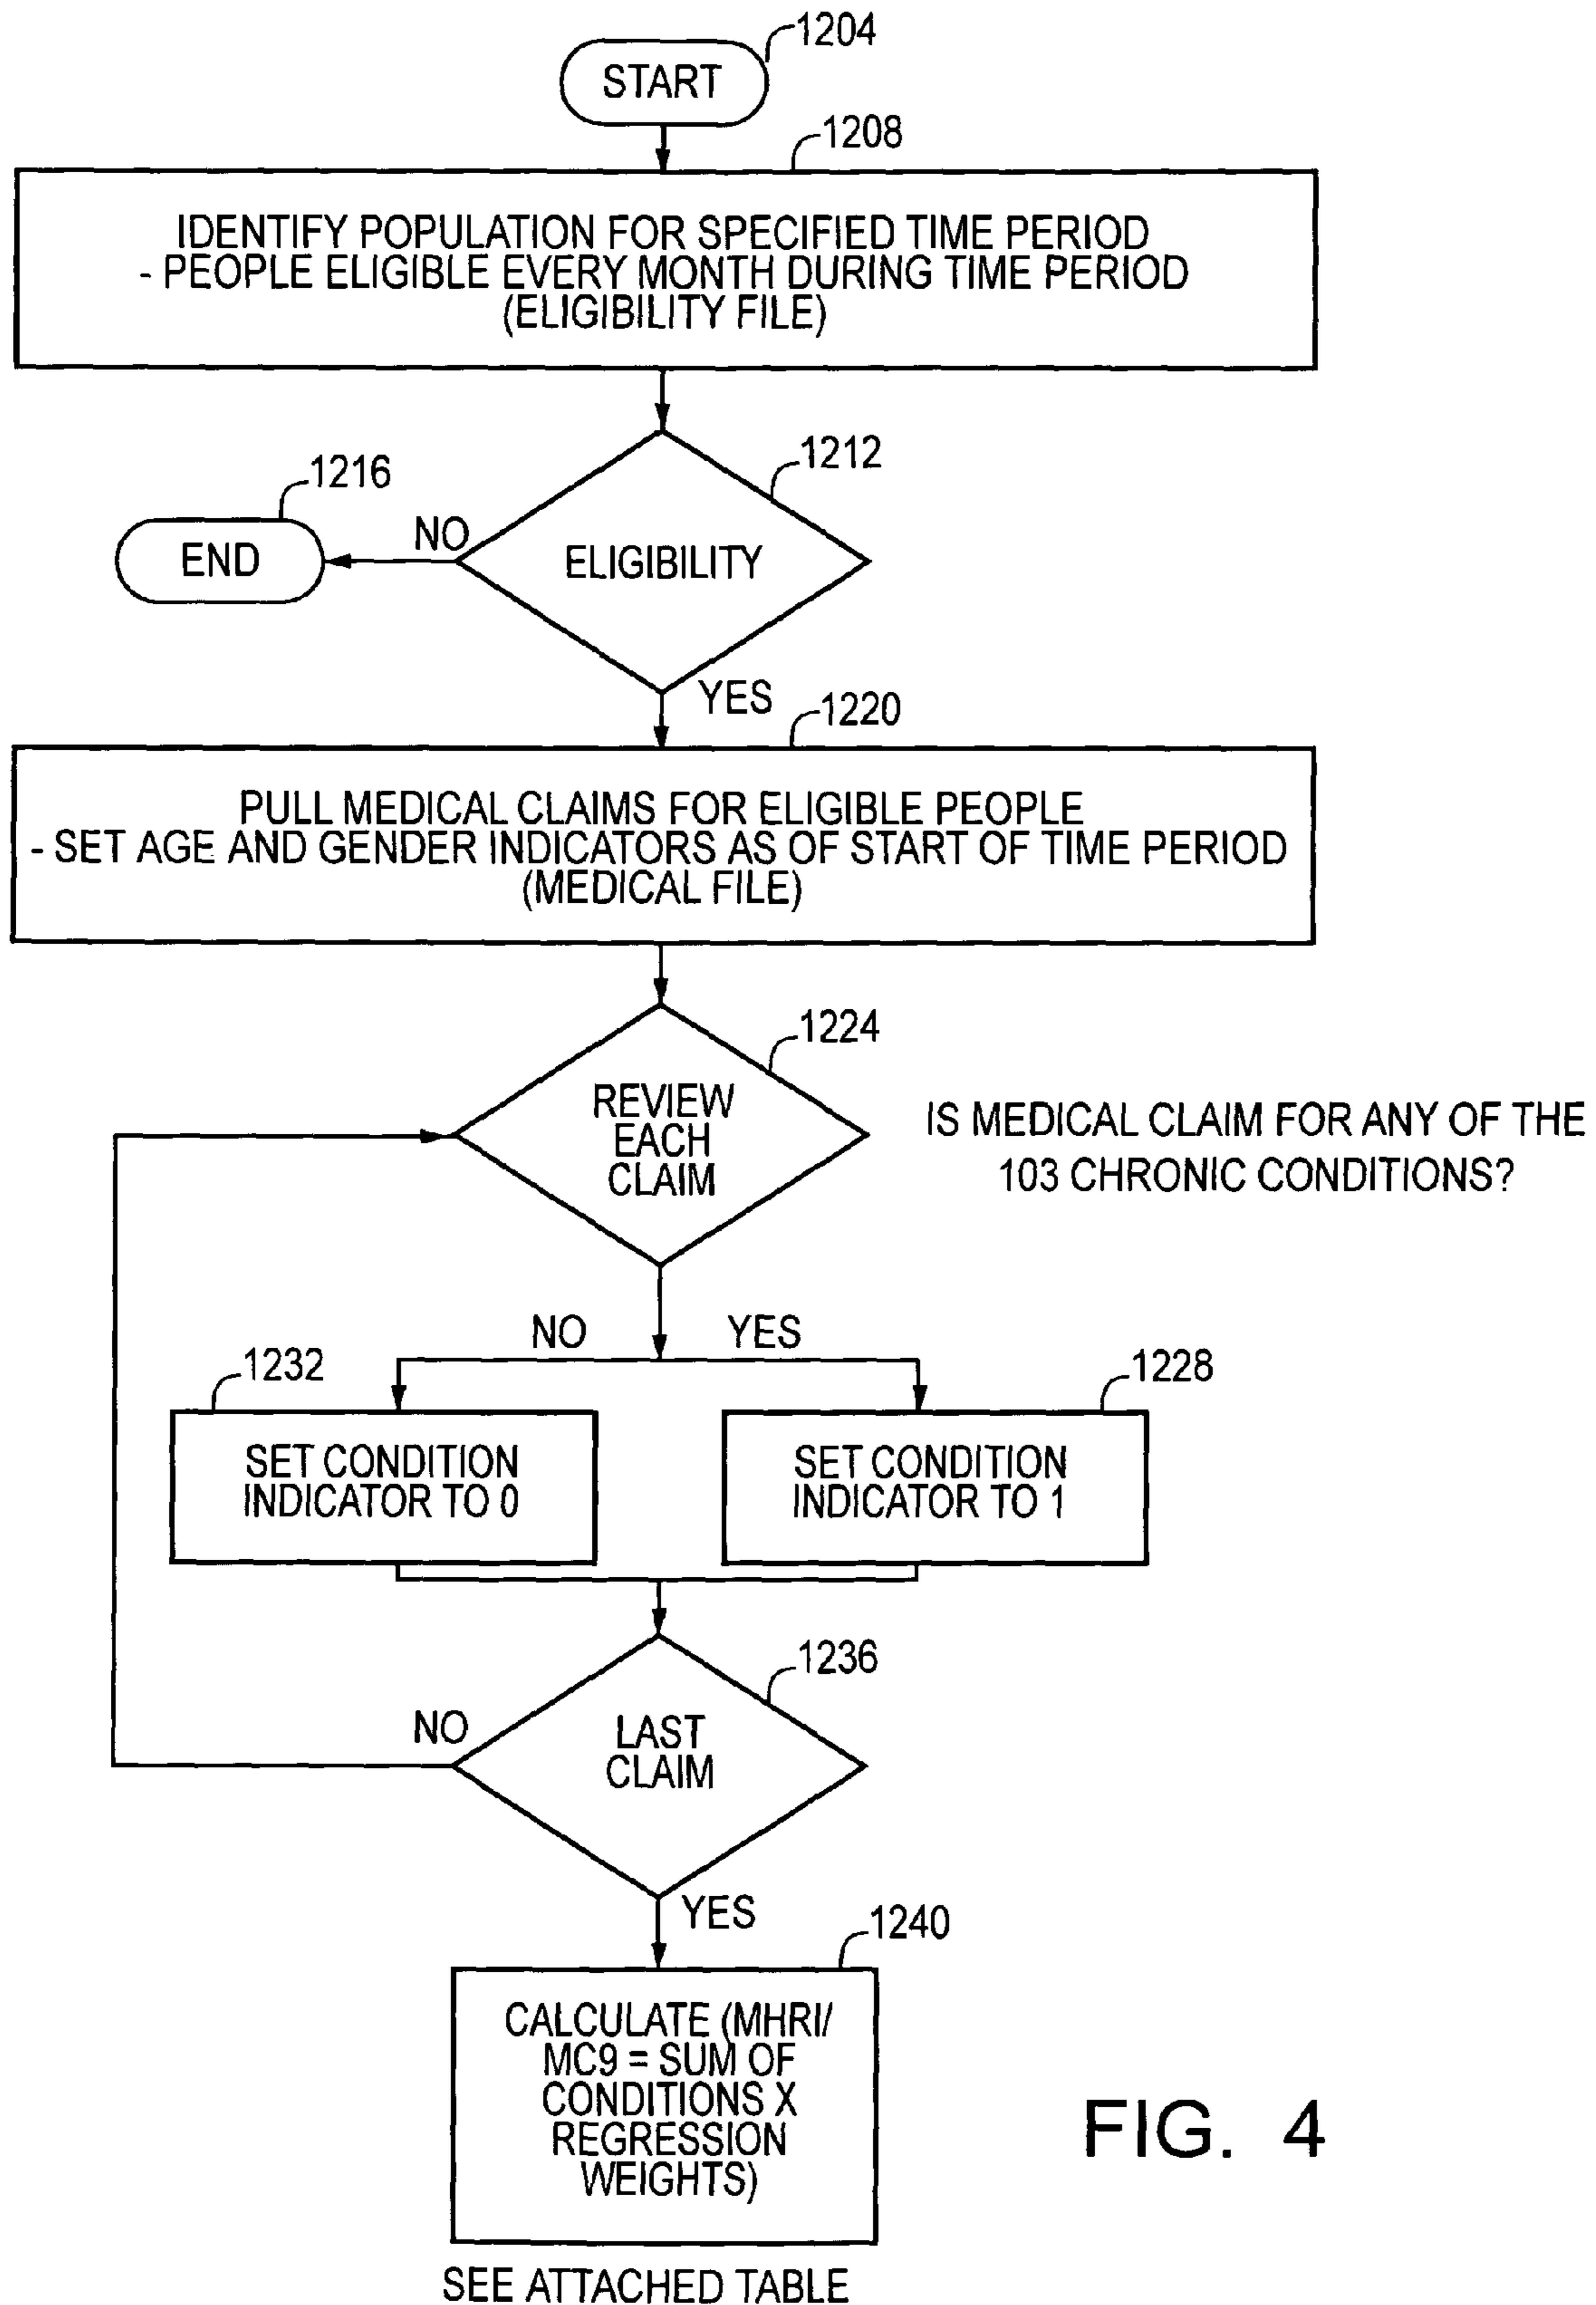 1204
START
1208
IDENTIFY POPULATION FOR SPECIFIED TIME PERIOD
- PEOPLE ELIGIBLE EVERY MONTH DURING TIME PERIOD
(ELIGIBILITY FILE)
1212
1216
NO
END
ELIGIBILITY
YES
1220
PULL MEDICAL CLAIMS FOR ELIGIBLE PEOPLE
- SET AGE AND GENDER INDICATORS AS OF START OF TIME PERIOD
(MEDICAL FILE)
1224
REVIEW
EACH
CLAIM
IS MEDICAL CLAIM FOR ANY OF THE
103 CHRONIC CONDITIONS?
NO
YES
1232
1228
SET CONDITION
INDICATOR TO 0
SET CONDITION
INDICATOR TO 1
1236
NO
LAST
CLAIM
YES
1240
CALCULATE (MHRI/
MC9 = SUM OF
CONDITIONS X
REGRESSION
WEIGHTS)
FIG. 4
SEE ATTACHED TABLE